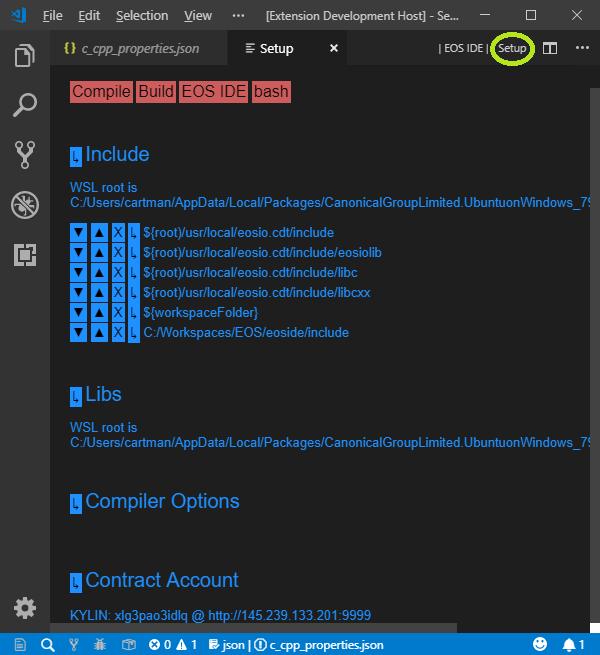 File Edit Selection View ··· [Extension Development Host] - Se...
{} c_cpp_properties.json Setup × | EOS IDE | Setup ···
Compile Build EOS IDE bash
↳ Include
WSL root is
C:/Users/cartman/AppData/Local/Packages/CanonicalGroupLimited.UbuntuonWindows_79
▼ ▲ X ↳ ${root}/usr/local/eosio.cdt/include
▼ ▲ X ↳ ${root}/usr/local/eosio.cdt/include/eosiolib
▼ ▲ X ↳ ${root}/usr/local/eosio.cdt/include/libc
▼ ▲ X ↳ ${root}/usr/local/eosio.cdt/include/libcxx
▼ ▲ X ↳ ${workspaceFolder}
▼ ▲ X ↳ C:/Workspaces/EOS/eoside/include
↳ Libs
WSL root is
C:/Users/cartman/AppData/Local/Packages/CanonicalGroupLimited.UbuntuonWindows_79
↳ Compiler Options
↳ Contract Account
KYLIN: xlg3pao3idlq @ http://145.239.133.201:9999
0 1 json | c_cpp_properties.json 1